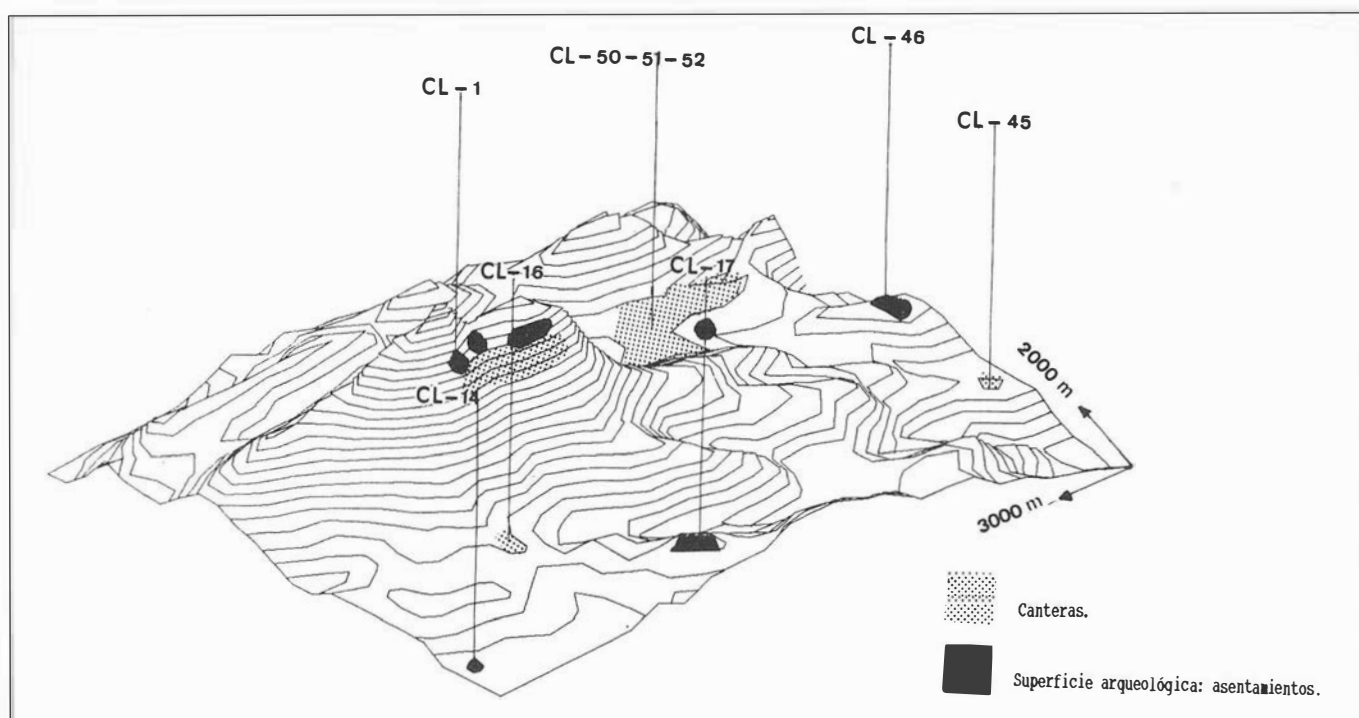 CL-46
CL-50-51-52
CL-1
CL-45
CL-16
CL-17
CL-14
2000 m
3000 m
Canteras.
Superficie arqueológica: asentamientos.